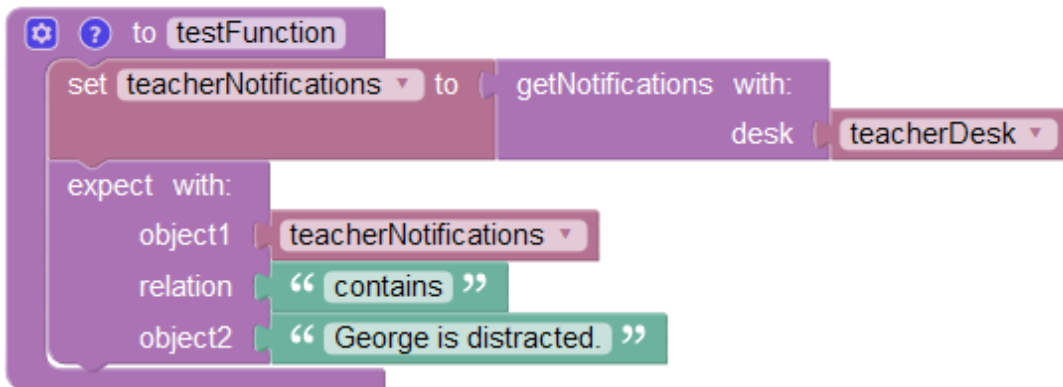 ? to testFunction
set teacherNotifications to getNotifications with:
desk teacherDesk
expect with:
object1 teacherNotifications
relation “ contains ”
object2 “ George is distracted. ”